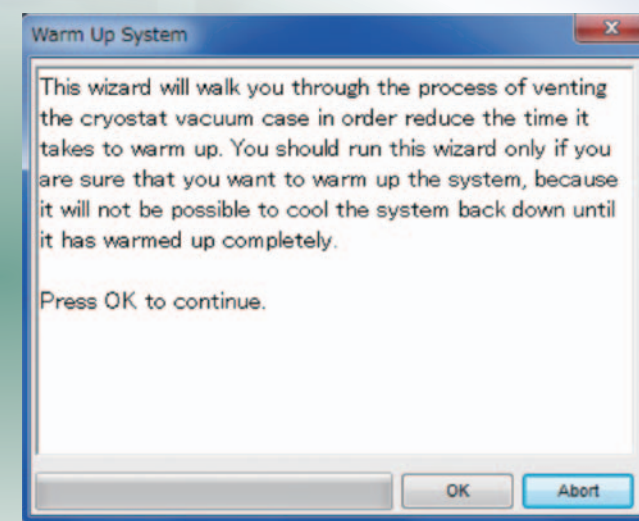 Warm Up System
This wizard will walk you through the process of venting
the cryostat vacuum case in order reduce the time it
takes to warm up. You should run this wizard only if you
are sure that you want to warm up the system, because
it will not be possible to cool the system back down until
it has warmed up completely.
Press OK to continue.
OK
Abort